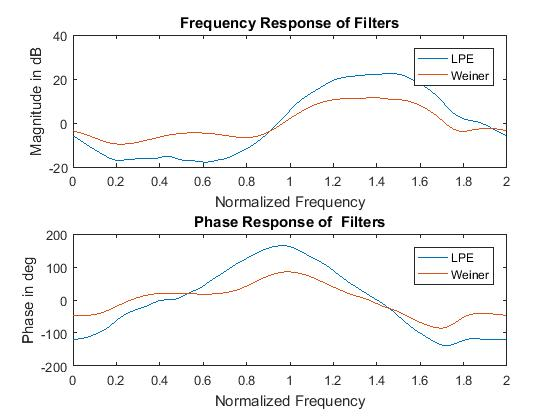 Frequency Response of Filters
Magnitude in dB
40
20
0
-20
LPE
Weiner
0 0.2 0.4 0.6 0.8 1 1.2 1.4 1.6 1.8 2
Normalized Frequency
Phase Response of  Filters
Phase in deg
200
100
0
-100
-200
LPE
Weiner
0 0.2 0.4 0.6 0.8 1 1.2 1.4 1.6 1.8 2
Normalized Frequency